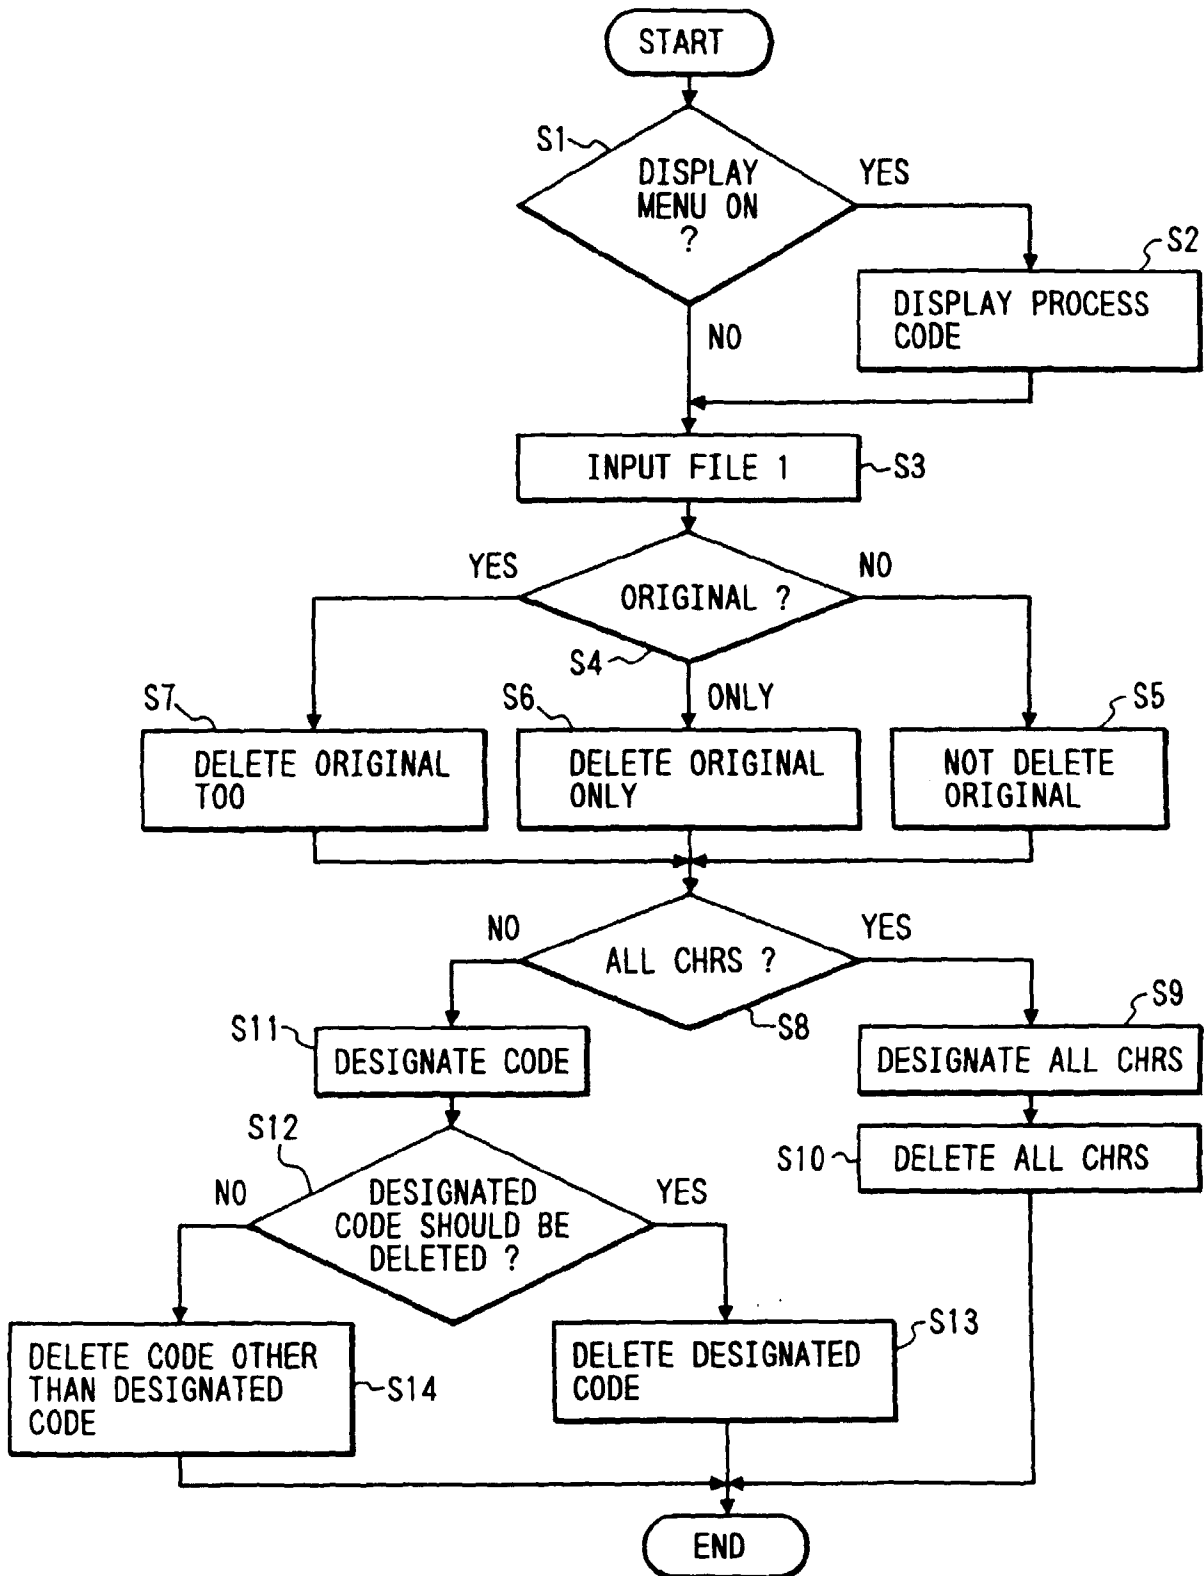 START
S1
DISPLAY
MENU ON
?
YES
S2
DISPLAY PROCESS
CODE
NO
INPUT FILE 1
S3
YES
ORIGINAL ?
NO
S4
S7
S6
ONLY
S5
DELETE ORIGINAL
TOO
DELETE ORIGINAL
ONLY
NOT DELETE
ORIGINAL
NO
ALL CHRS ?
YES
S8
S9
S11
DESIGNATE CODE
DESIGNATE ALL CHRS
S12
S10
DELETE ALL CHRS
NO
DESIGNATED
CODE SHOULD BE
DELETED ?
YES
DELETE CODE OTHER
THAN DESIGNATED
CODE
S14
DELETE DESIGNATED
CODE
S13
END